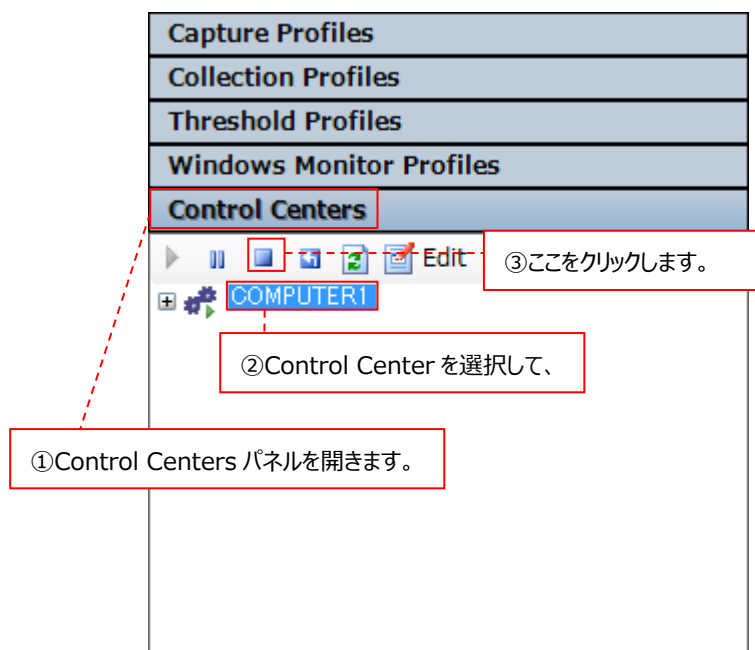 Capture Profiles
Collection Profiles
Threshold Profiles
Windows Monitor Profiles
Control Centers
Edit
③ここをクリックします。
COMPUTER1
②Control Center を選択して、
①Control Centers パネルを開きます。